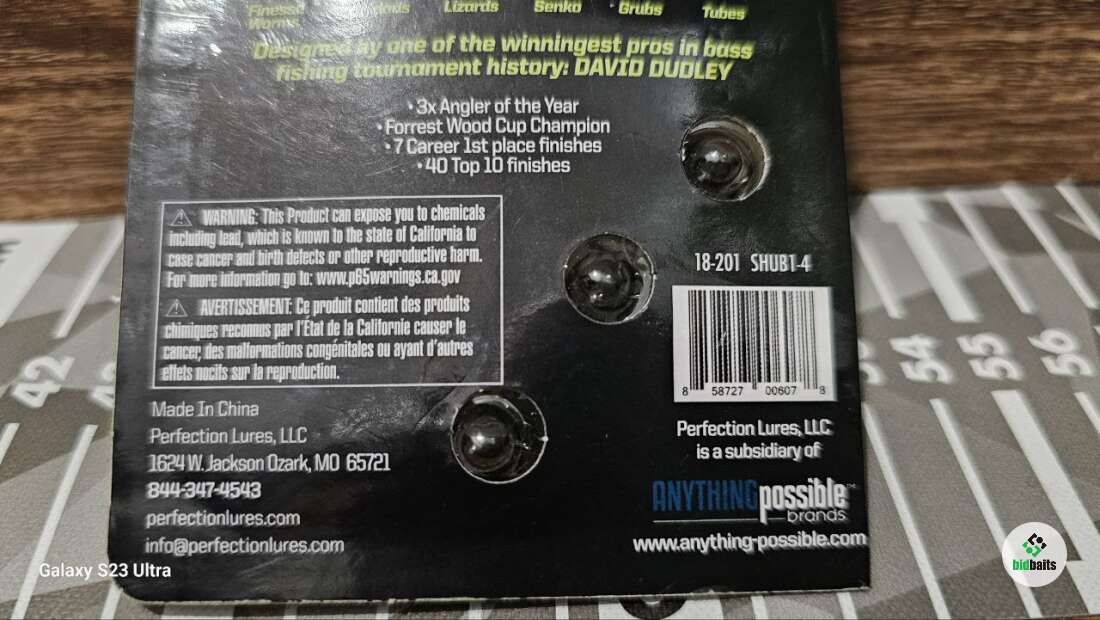 Finesse Worms
Lizards
Senko
Grubs
Tubes
Designed by one of the winningest pros in bass
fishing tournament history: DAVID DUDLEY
• 3x Angler of the Year
• Forrest Wood Cup Champion
• 7 Career 1st place finishes
• 40 Top 10 finishes
WARNING: This Product can expose you to chemicals
including lead, which is known to the state of California to
case cancer and birth defects or other reproductive harm.
For more information go to: www.p65warnings.ca.gov
AVERTISSEMENT: Ce produit contient des produits
chiniques reconnus par l'État de la Californie causer le
cancer, des malformations congénitales ou ayant d'autres
effets nocifs sur la reproduction.
Made In China
Perfection Lures, LLC
1624 W. Jackson Ozark, MO 65721
844-347-4543
perfectionlures.com
info@perfectionlures.com
18-201 SHUB1-4
8 58727 00607 8
Perfection Lures, LLC
is a subsidiary of
ANYTHING possible™
brands
www.anything-possible.com
42
54
55
56
Galaxy S23 Ultra
bidbaits